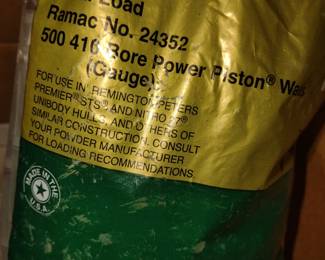 Load
Ramac No. 24352
500 410 Bore Power Piston® Wads
(Gauge)
FOR USE IN REMINGTON/PETERS
PREMIER® STS® AND NITRO 27®
UNIBODY HULLS AND OTHERS OF
SIMILAR CONSTRUCTION. CONSULT
YOUR POWDER MANUFACTURER
FOR LOADING RECOMMENDATIONS
MADE IN THE
U.S.A.